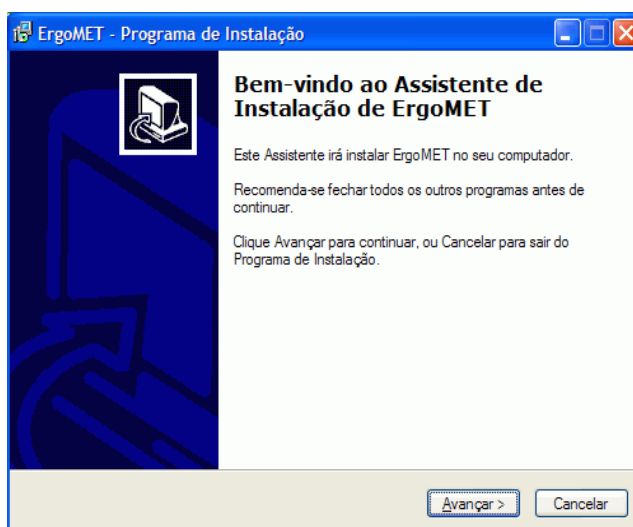 ErgoMET - Programa de Instalação
Bem-vindo ao Assistente de
Instalação de ErgoMET
Este Assistente irá instalar ErgoMET no seu computador.
Recomenda-se fechar todos os outros programas antes de
continuar.
Clique Avançar para continuar, ou Cancelar para sair do
Programa de Instalação.
Avançar >
Cancelar